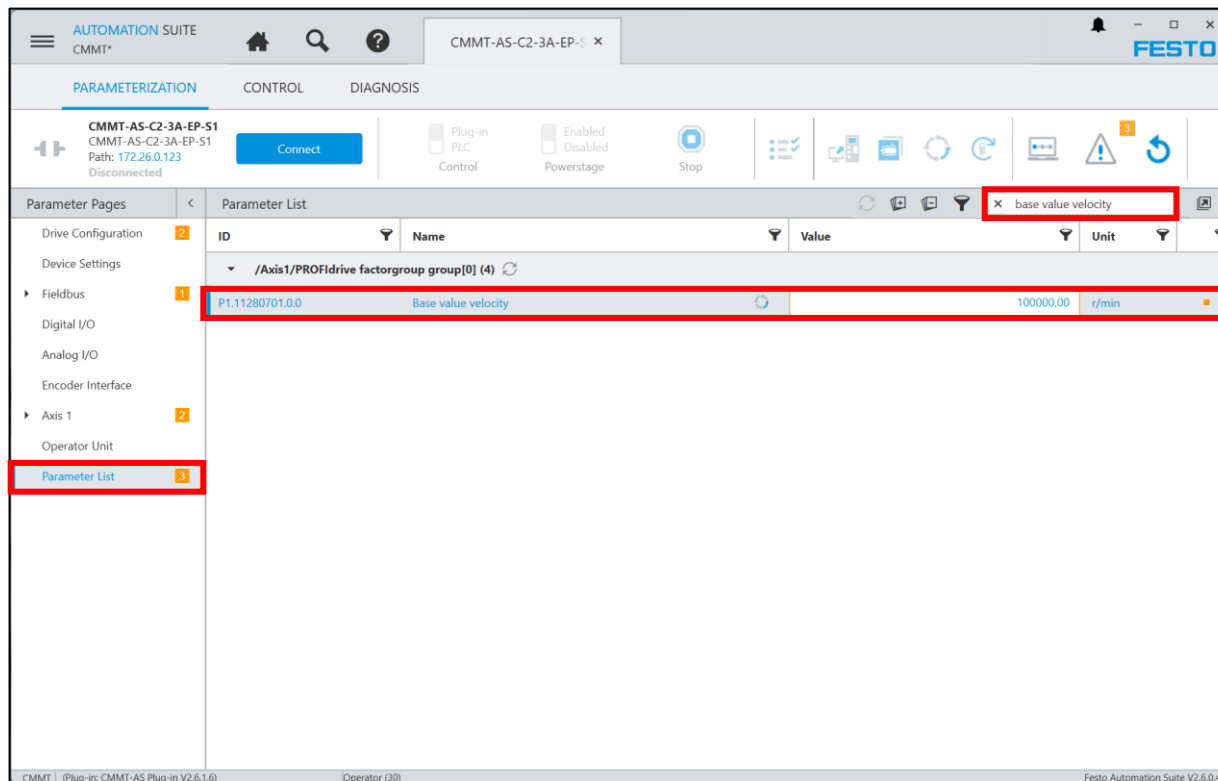 AUTOMATION SUITE
CMMT*
CMMT-AS-C2-3A-EP-S
FESTO
PARAMETERIZATION CONTROL DIAGNOSIS
CMMT-AS-C2-3A-EP-S1
CMMT-AS-C2-3A-EP-S1
Path: 172.26.0.123
Disconnected
Connect
Plug-in
PLC
Control
Enabled
Disabled
Powerstage
Stop
3
Parameter Pages
Parameter List
base value velocity
Drive Configuration 2
Device Settings
Fieldbus 1
Digital I/O
Analog I/O
Encoder Interface
Axis 1 2
Operator Unit
Parameter List 3
ID Name Value Unit
/Axis1/PROFIdrive factorgroup group[0] (4)
P1.11280701.0.0 Base value velocity 100000,00 r/min
CMMT (Plug-in: CMMT-AS Plug-in V2.6.1.6) Operator (30) Festo Automation Suite V2.6.0.